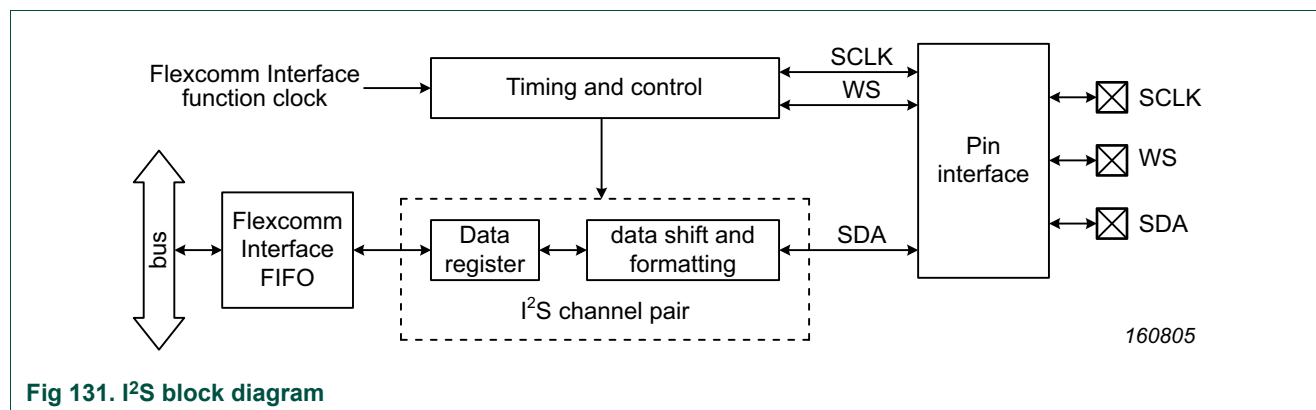 Flexcomm Interface
function clock
Timing and control
SCLK
WS
Pin
interface
SCLK
WS
SDA
bus
Flexcomm
Interface
FIFO
Data
register
data shift and
formatting
SDA
I²S channel pair
160805
Fig 131. I²S block diagram